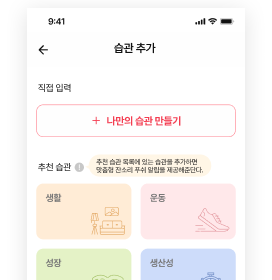 9:41
습관 추가
직접 입력
+ 나만의 습관 만들기
추천 습관
추천 습관 목록에 있는 습관을 추가하면
맞춤형 잔소리 푸쉬 알림을 제공해준단다.
생활
운동
성장
생산성